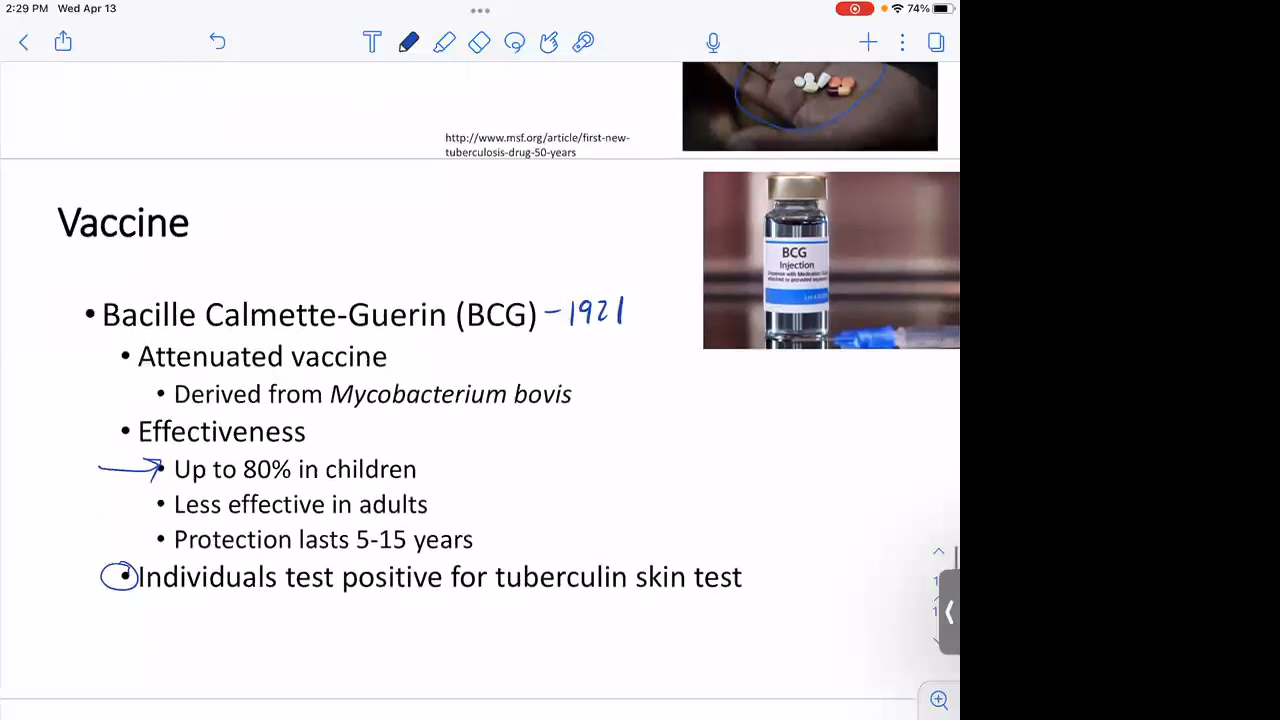 2:29 PM Wed Apr 13
74%
http://www.msf.org/article/first-new-
tuberculosis-drug-50-years
Vaccine
BCG
Injection
• Bacille Calmette-Guerin (BCG) - 1921
• Attenuated vaccine
• Derived from Mycobacterium bovis
• Effectiveness
• Up to 80% in children
• Less effective in adults
• Protection lasts 5-15 years
• Individuals test positive for tuberculin skin test